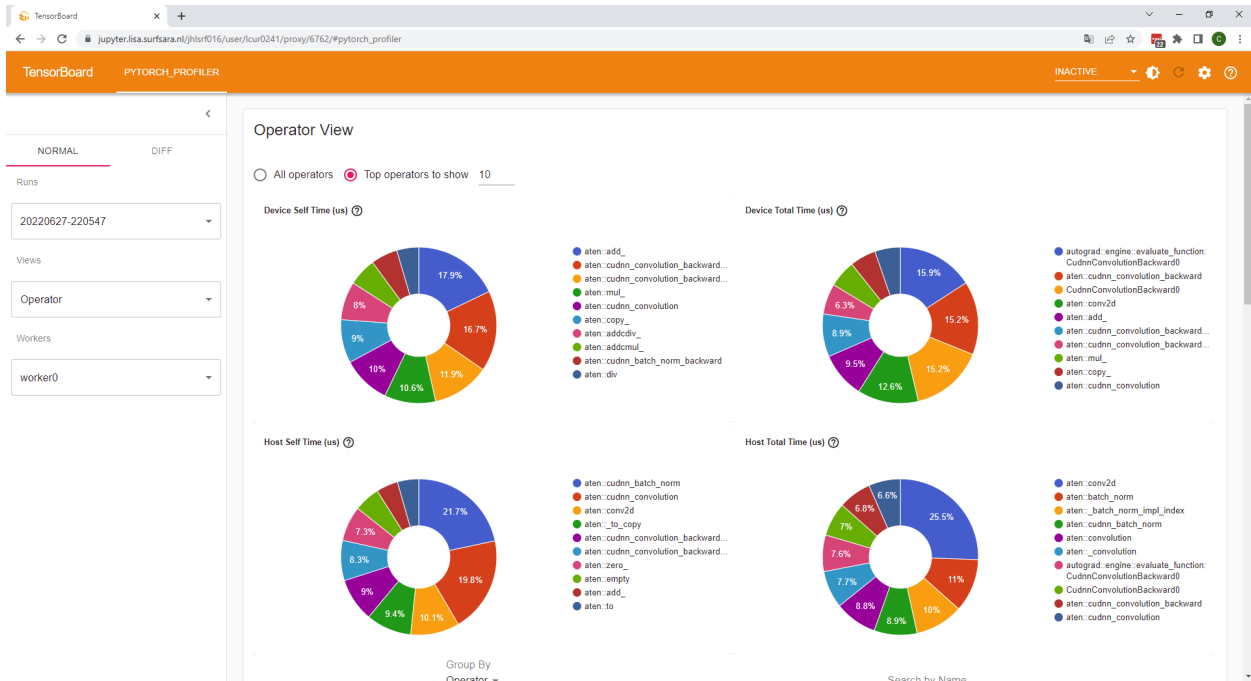 TensorBoard
jupyter.lisa.surfsara.nl/jhlsrf016/user/lcur0241/proxy/6762/#pytorch_profiler
22
C
TensorBoard
PYTORCH_PROFILER
INACTIVE
NORMAL
DIFF
Runs
20220627-220547
Views
Operator
Workers
worker0
Operator View
All operators
Top operators to show 10
Device Self Time (us)
17.9%
16.7%
11.9%
10.6%
10%
9%
8%
aten::add_
aten::cudnn_convolution_backward...
aten::cudnn_convolution_backward...
aten::mul_
aten::cudnn_convolution
aten::copy_
aten::addcdiv_
aten::addcmul_
aten::cudnn_batch_norm_backward
aten::div
Device Total Time (us)
15.9%
15.2%
15.2%
12.6%
9.5%
8.9%
6.3%
autograd::engine::evaluate_function:
CudnnConvolutionBackward0
aten::cudnn_convolution_backward
CudnnConvolutionBackward0
aten::conv2d
aten::add_
aten::cudnn_convolution_backward...
aten::cudnn_convolution_backward...
aten::mul_
aten::copy_
aten::cudnn_convolution
Host Self Time (us)
21.7%
19.8%
10.1%
9.4%
9%
8.3%
7.3%
aten::cudnn_batch_norm
aten::cudnn_convolution
aten::conv2d
aten::_to_copy
aten::cudnn_convolution_backward...
aten::cudnn_convolution_backward...
aten::zero_
aten::empty
aten::add_
aten::to
Host Total Time (us)
25.5%
11%
10%
8.9%
8.8%
7.7%
7.6%
7%
6.8%
6.6%
aten::conv2d
aten::batch_norm
aten::_batch_norm_impl_index
aten::cudnn_batch_norm
aten::convolution
aten::_convolution
autograd::engine::evaluate_function:
CudnnConvolutionBackward0
CudnnConvolutionBackward0
aten::cudnn_convolution_backward
aten::cudnn_convolution
Group By
Operator
Search by Name